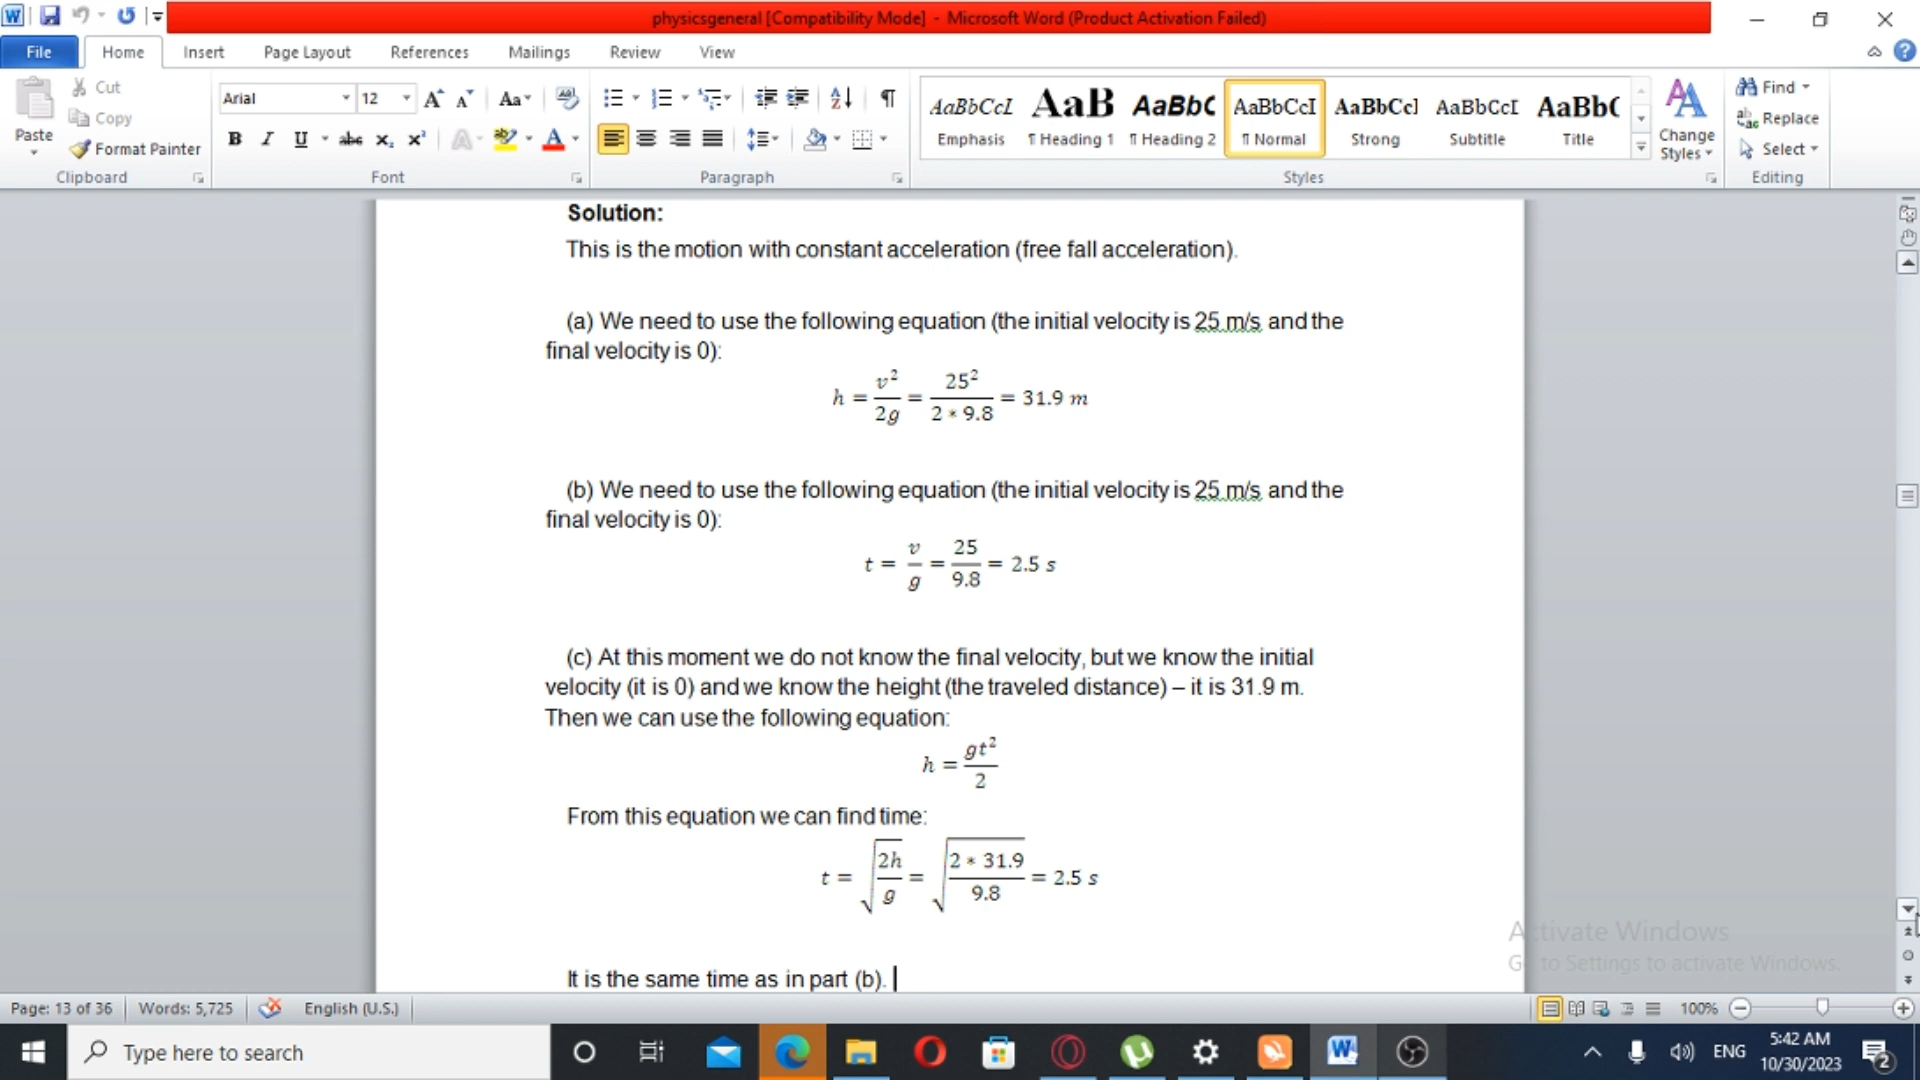 physicsgeneral [Compatibility Mode] - Microsoft Word (Product Activation Failed)
File Home Insert Page Layout References Mailings Review View
Paste
Cut
Copy
Format Painter
Clipboard
Arial 12
Font
Paragraph
AaBbCcI AaB AaBbC AaBbCcI AaBbCcl AaBbCcI AaBb(
Emphasis ¶ Heading 1 ¶ Heading 2 ¶ Normal Strong Subtitle Title
Styles
Change
Styles
Find
Replace
Select
Editing
Solution:
This is the motion with constant acceleration (free fall acceleration).
(a) We need to use the following equation (the initial velocity is 25 m/s and the
final velocity is 0):
h = v²/2g = 25²/2 * 9.8 = 31.9 m
(b) We need to use the following equation (the initial velocity is 25 m/s and the
final velocity is 0):
t = v/g = 25/9.8 = 2.5 s
(c) At this moment we do not know the final velocity, but we know the initial
velocity (it is 0) and we know the height (the traveled distance) – it is 31.9 m.
Then we can use the following equation:
h = gt²/2
From this equation we can find time:
t = √2h/g = √2 * 31.9/9.8 = 2.5 s
It is the same time as in part (b).
Activate Windows
Go to Settings to activate Windows.
Page: 13 of 36 Words: 5,725 English (U.S.) 100%
Type here to search
ENG
5:42 AM
10/30/2023
2